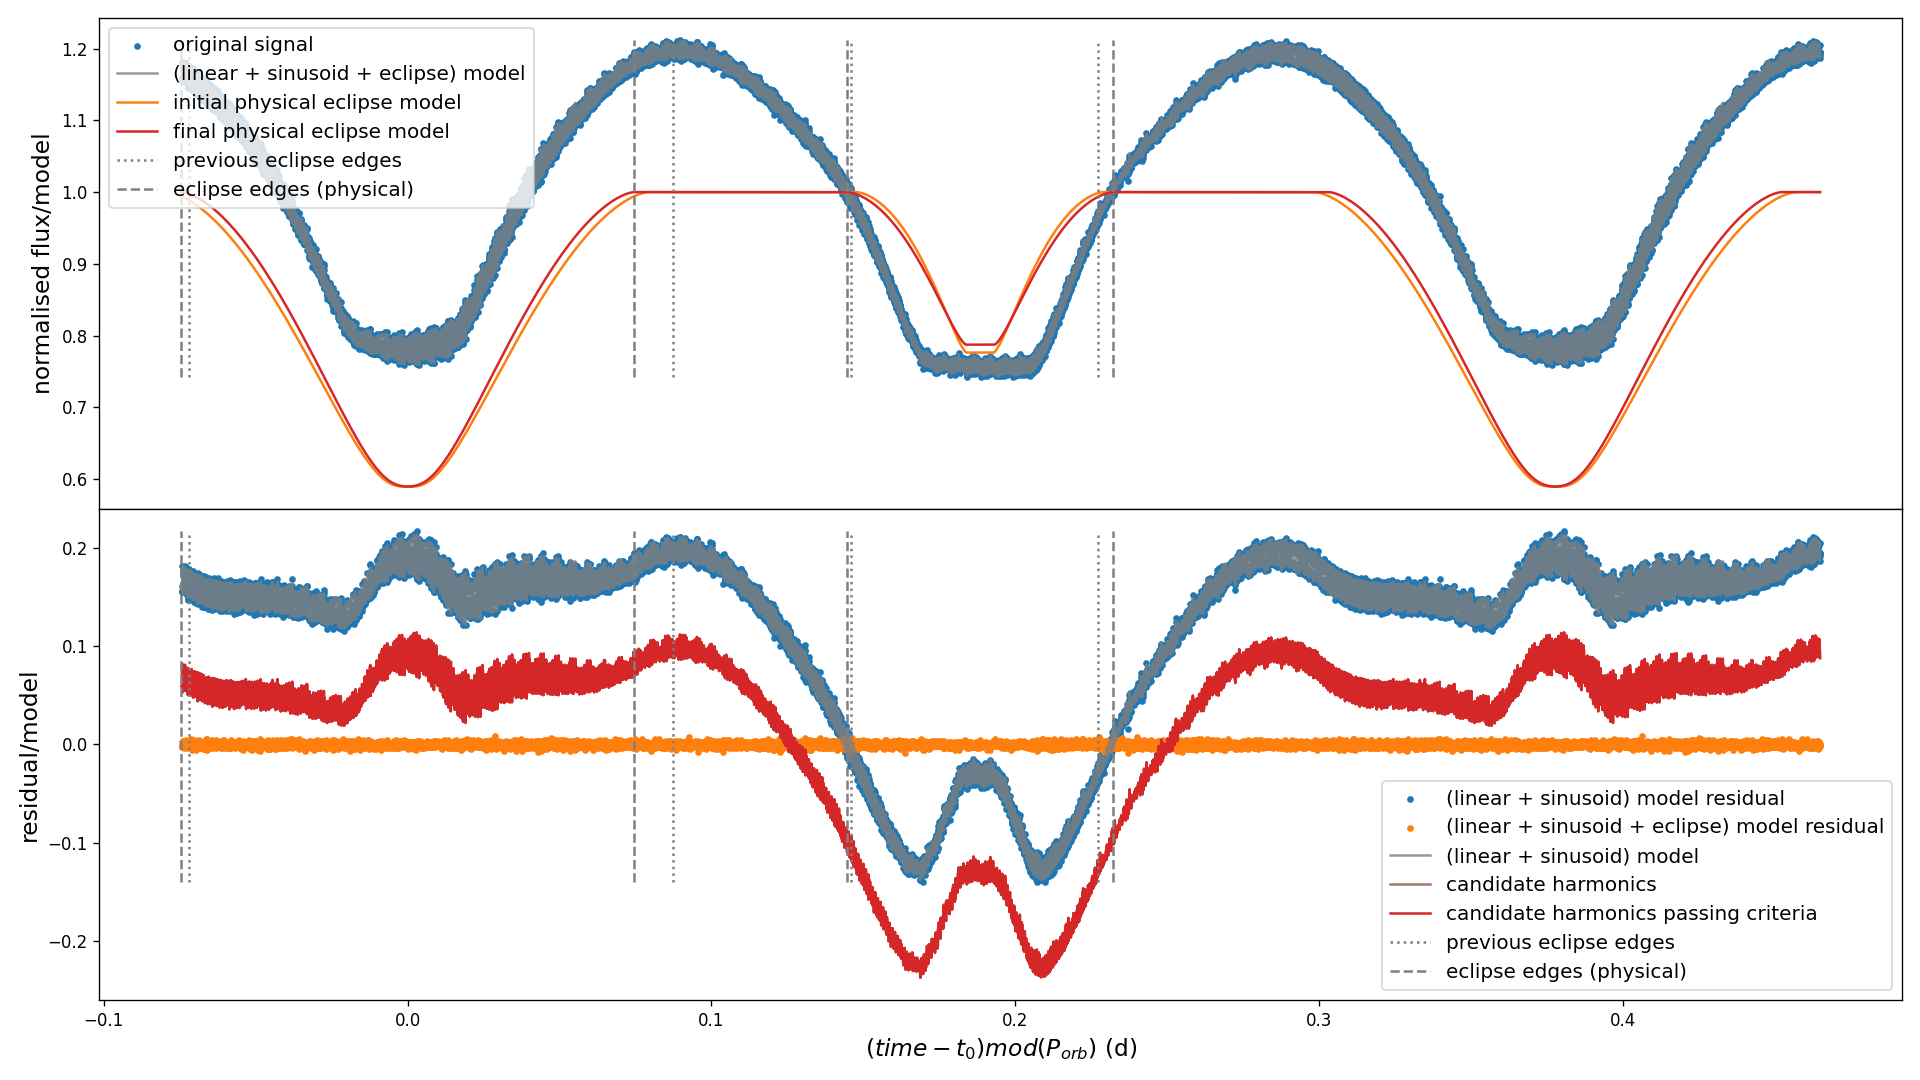 original signal
(linear + sinusoid + eclipse) model
initial physical eclipse model
final physical eclipse model
previous eclipse edges
eclipse edges (physical)
normalised flux/model
1.2
1.1
1.0
0.9
0.8
0.7
0.6
residual/model
0.2
0.1
0.0
−0.1
−0.2
(linear + sinusoid) model residual
(linear + sinusoid + eclipse) model residual
(linear + sinusoid) model
candidate harmonics
candidate harmonics passing criteria
previous eclipse edges
eclipse edges (physical)
−0.1 0.0 0.1 0.2 0.3 0.4
(time − t₀)mod(P_orb) (d)